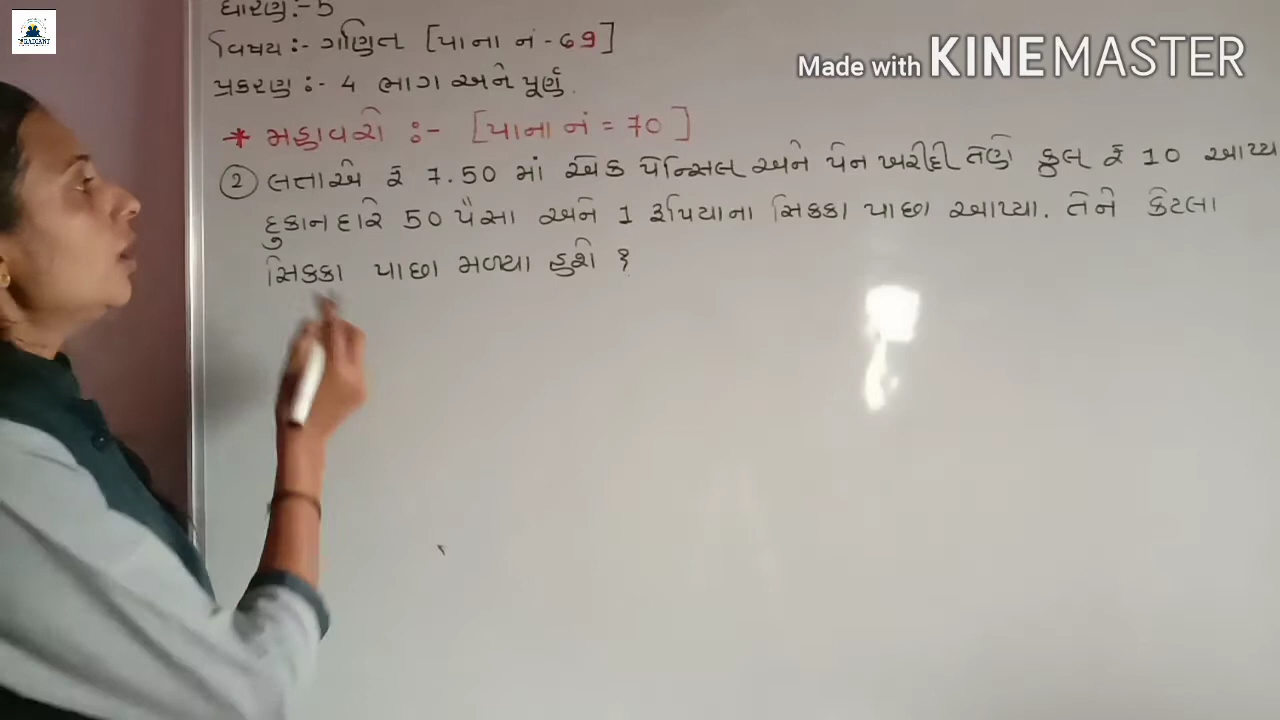 ધોરણ:- 5
વિષય:- ગણિત [પાના નં - 69]
પ્રકરણ:- 4 ભાગ અને પૂર્ણ.
Made with KINEMASTER
* મહાવરો :- [પાના નં = 70]
② લતાએ ₹ 7.50 માં એક પેન્સિલ અને પેન ખરીદી તેણે કુલ ₹ 10 આપ્યા
દુકાનદારે 50 પૈસા અને 1 રૂપિયાના સિક્કા પાછા આપ્યા. તેને કેટલા
સિક્કા પાછા મળ્યા હશે ?